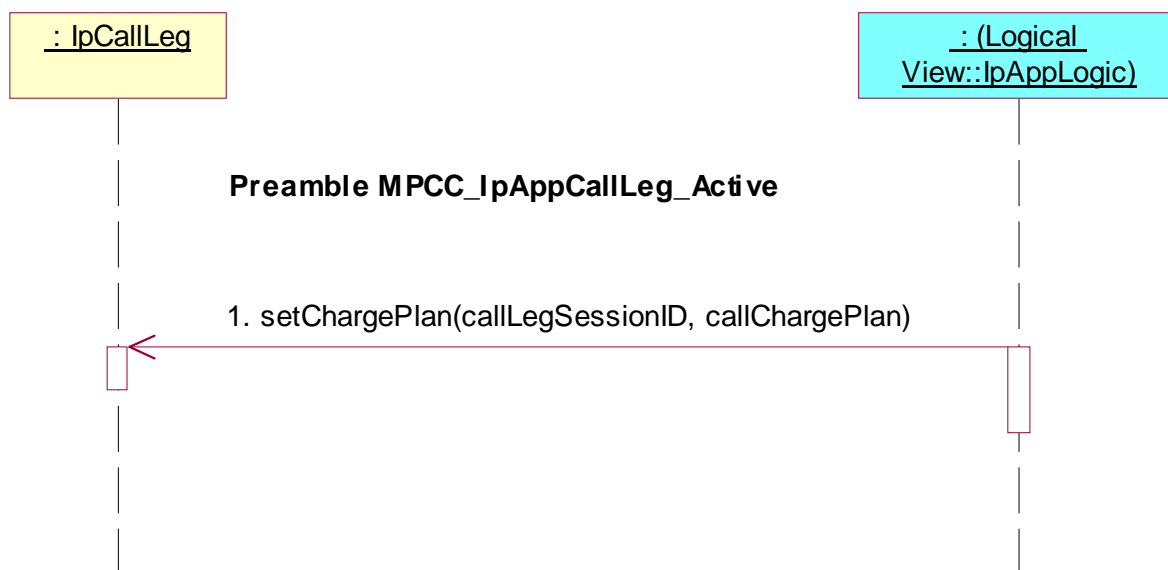 : IpCallLeg
: (Logical
View::IpAppLogic)
Preamble MPCC_IpAppCallLeg_Active
1. setChargePlan(callLegSessionID, callChargePlan)